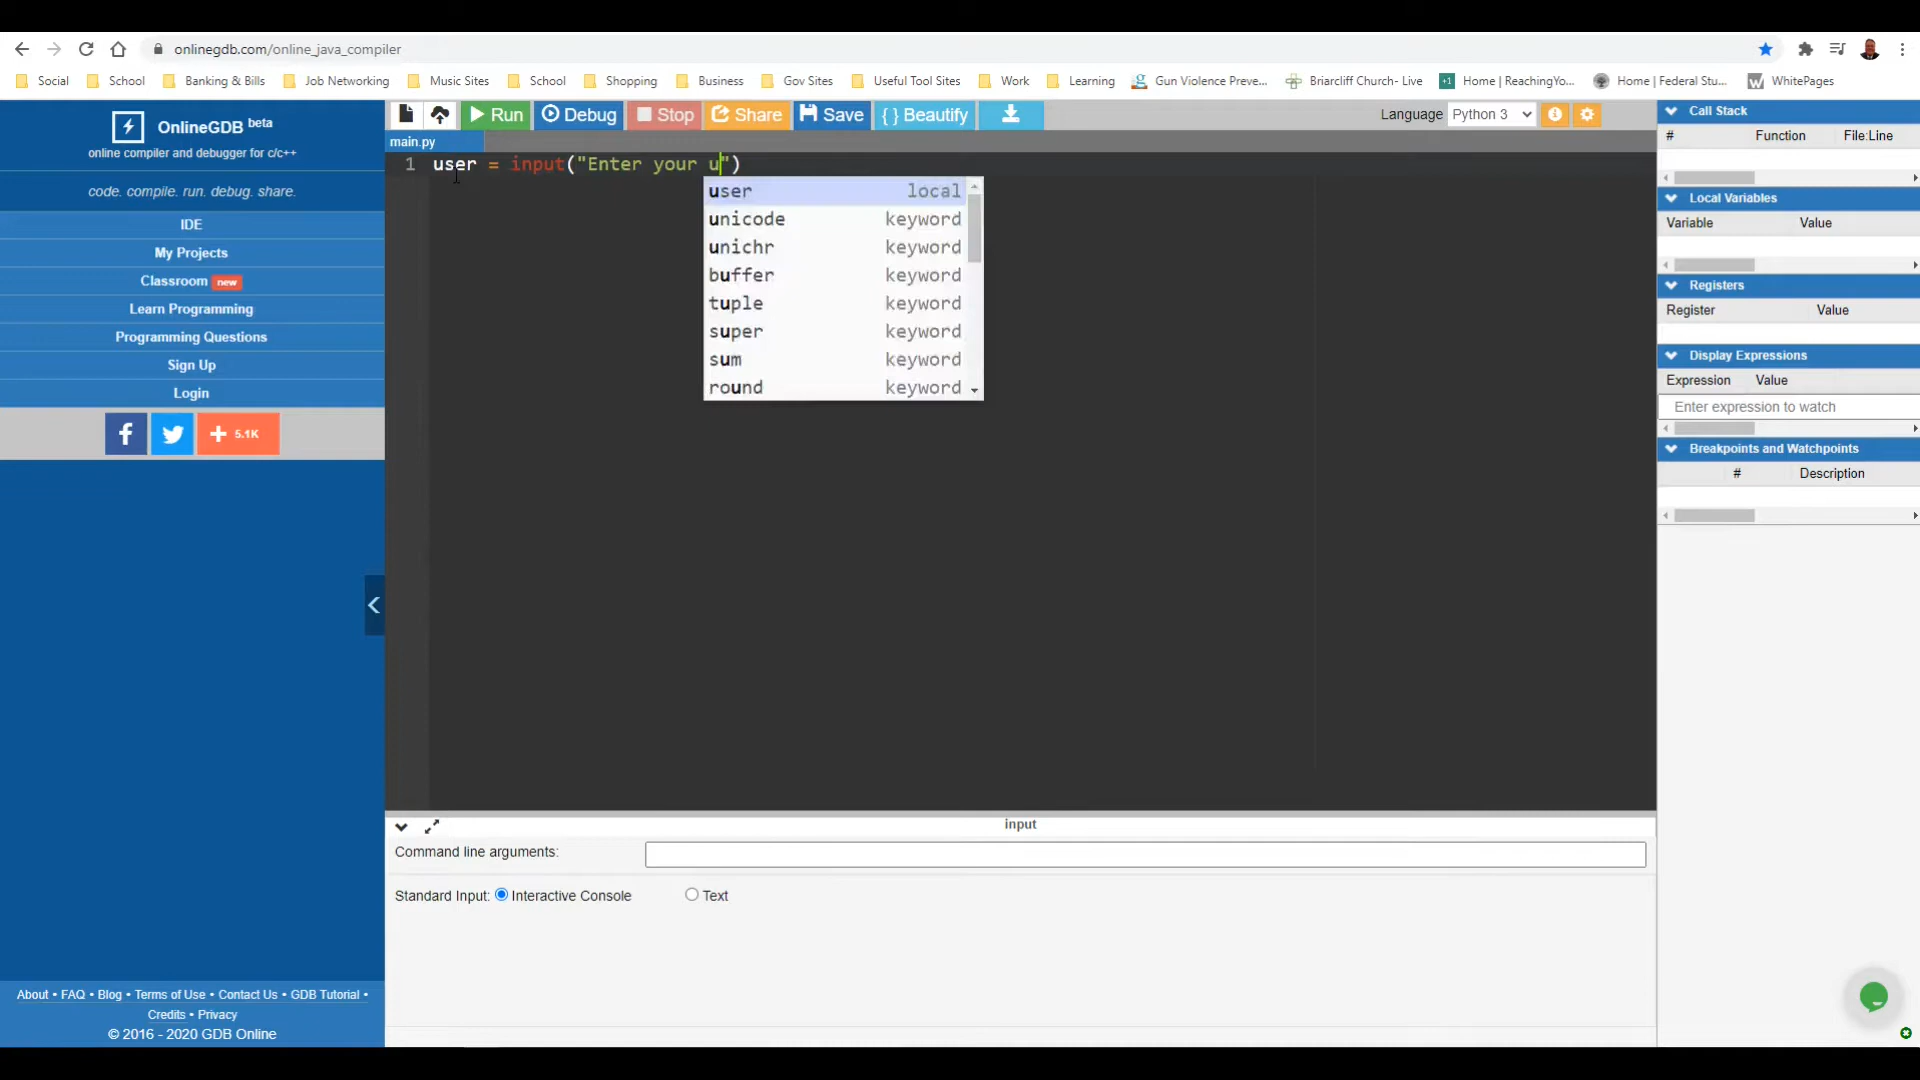 onlinegdb.com/online_java_compiler
Social School Banking & Bills Job Networking Music Sites School Shopping Business Gov Sites Useful Tool Sites Work Learning Gun Violence Preve... Briarcliff Church- Live Home | ReachingYo... Home | Federal Stu... WhitePages
OnlineGDB beta
online compiler and debugger for c/c++
code. compile. run. debug. share.
IDE
My Projects
Classroom new
Learn Programming
Programming Questions
Sign Up
Login
f + 5.1K
About • FAQ • Blog • Terms of Use • Contact Us • GDB Tutorial •
Credits • Privacy
© 2016 - 2020 GDB Online
Run Debug Stop Share Save { } Beautify Language Python 3
main.py
1 user = input("Enter your u")
user local
unicode keyword
unichr keyword
buffer keyword
tuple keyword
super keyword
sum keyword
round keyword
input
Command line arguments:
Standard Input: Interactive Console Text
Call Stack
# Function File:Line
Local Variables
Variable Value
Registers
Register Value
Display Expressions
Expression Value
Enter expression to watch
Breakpoints and Watchpoints
# Description